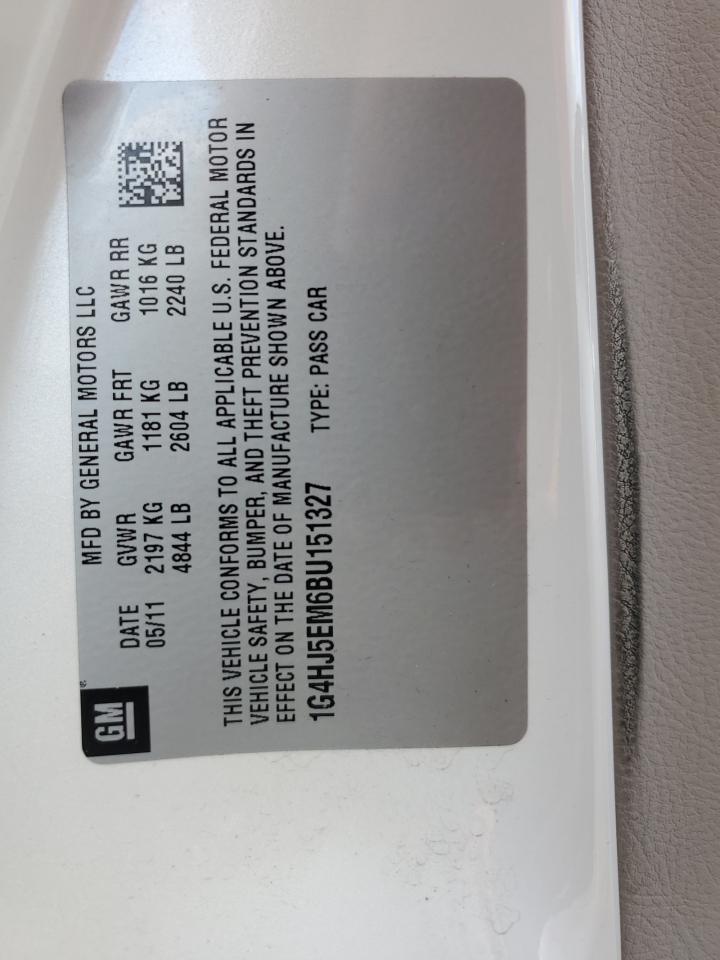 GM®
MFD BY GENERAL MOTORS LLC
DATE GVWR GAWR FRT GAWR RR
05/11 2197 KG 1181 KG 1016 KG
4844 LB 2604 LB 2240 LB
THIS VEHICLE CONFORMS TO ALL APPLICABLE U.S. FEDERAL MOTOR
VEHICLE SAFETY, BUMPER, AND THEFT PREVENTION STANDARDS IN
EFFECT ON THE DATE OF MANUFACTURE SHOWN ABOVE.
1G4HJ5EM6BU151327 TYPE: PASS CAR